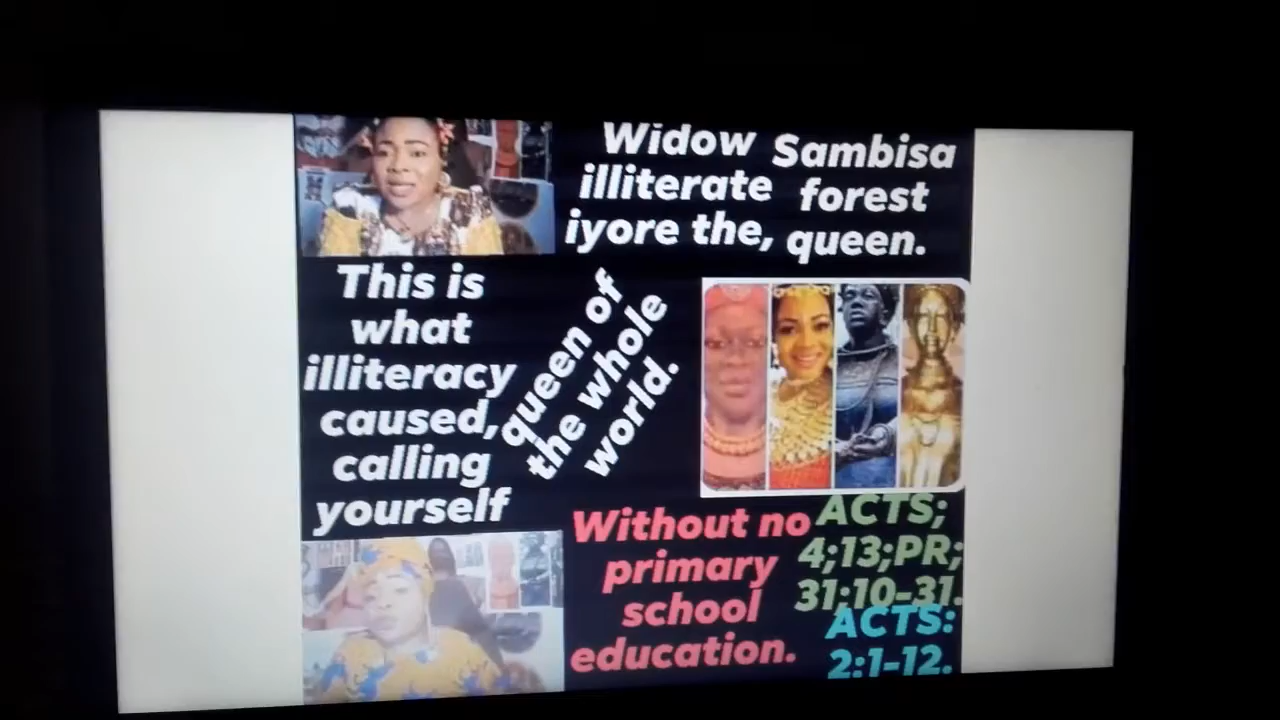 Widow
illiterate
iyore the,
Sambisa
forest
queen.
This is
what
illiteracy
caused,
calling
yourself
queen of
the whole
world.
Without no
primary
school
education.
ACTS;
4;13;PR;
31;10-31.
ACTS:
2:1-12.